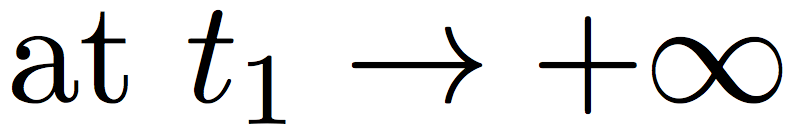 at t₁ → +∞